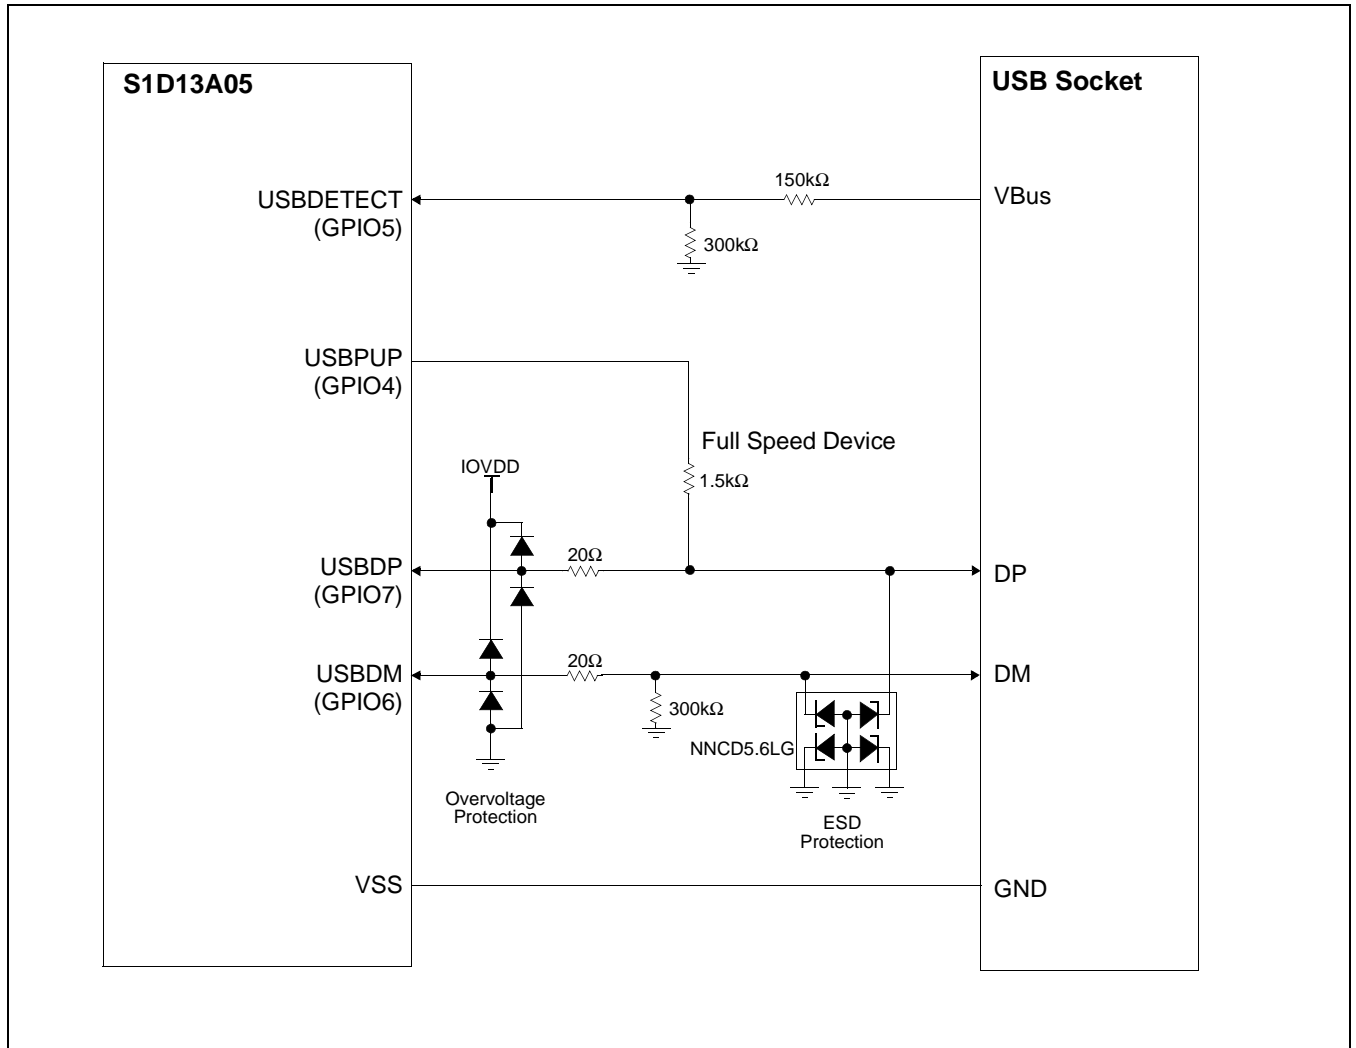 S1D13A05
USB Socket
150kΩ
USBDETECT
(GPIO5)
VBus
300kΩ
USBPUP
(GPIO4)
Full Speed Device
IOVDD
1.5kΩ
20Ω
USBDP
(GPIO7)
DP
20Ω
USBDM
(GPIO6)
DM
300kΩ
NNCD5.6LG
Overvoltage
Protection
ESD
Protection
VSS
GND